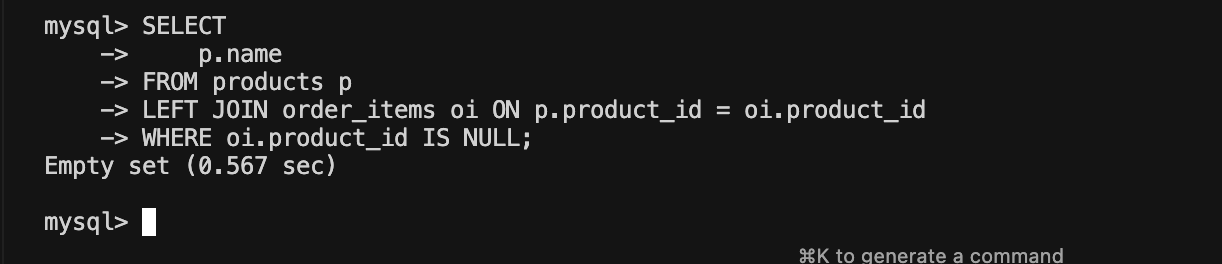 mysql> SELECT
    ->     p.name
    -> FROM products p
    -> LEFT JOIN order_items oi ON p.product_id = oi.product_id
    -> WHERE oi.product_id IS NULL;
Empty set (0.567 sec)
mysql>
⌘K to generate a command